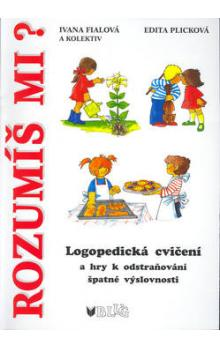 ROZUMÍŠ MI ?
IVANA FIALOVÁ
A KOLEKTIV
EDITA PLICKOVÁ
Logopedická cvičení
a hry k odstraňování
špatné výslovnosti
BLUG